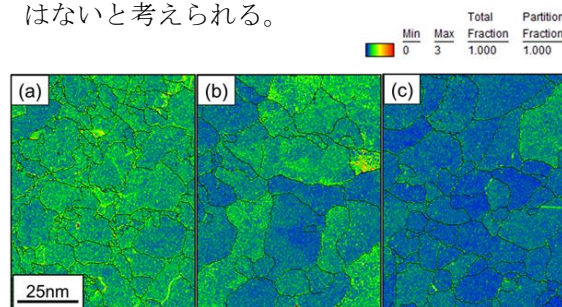 はないと考えられる。
Total Partition
Min Max Fraction Fraction
0 3 1.000 1.000
(a) (b) (c)
25nm